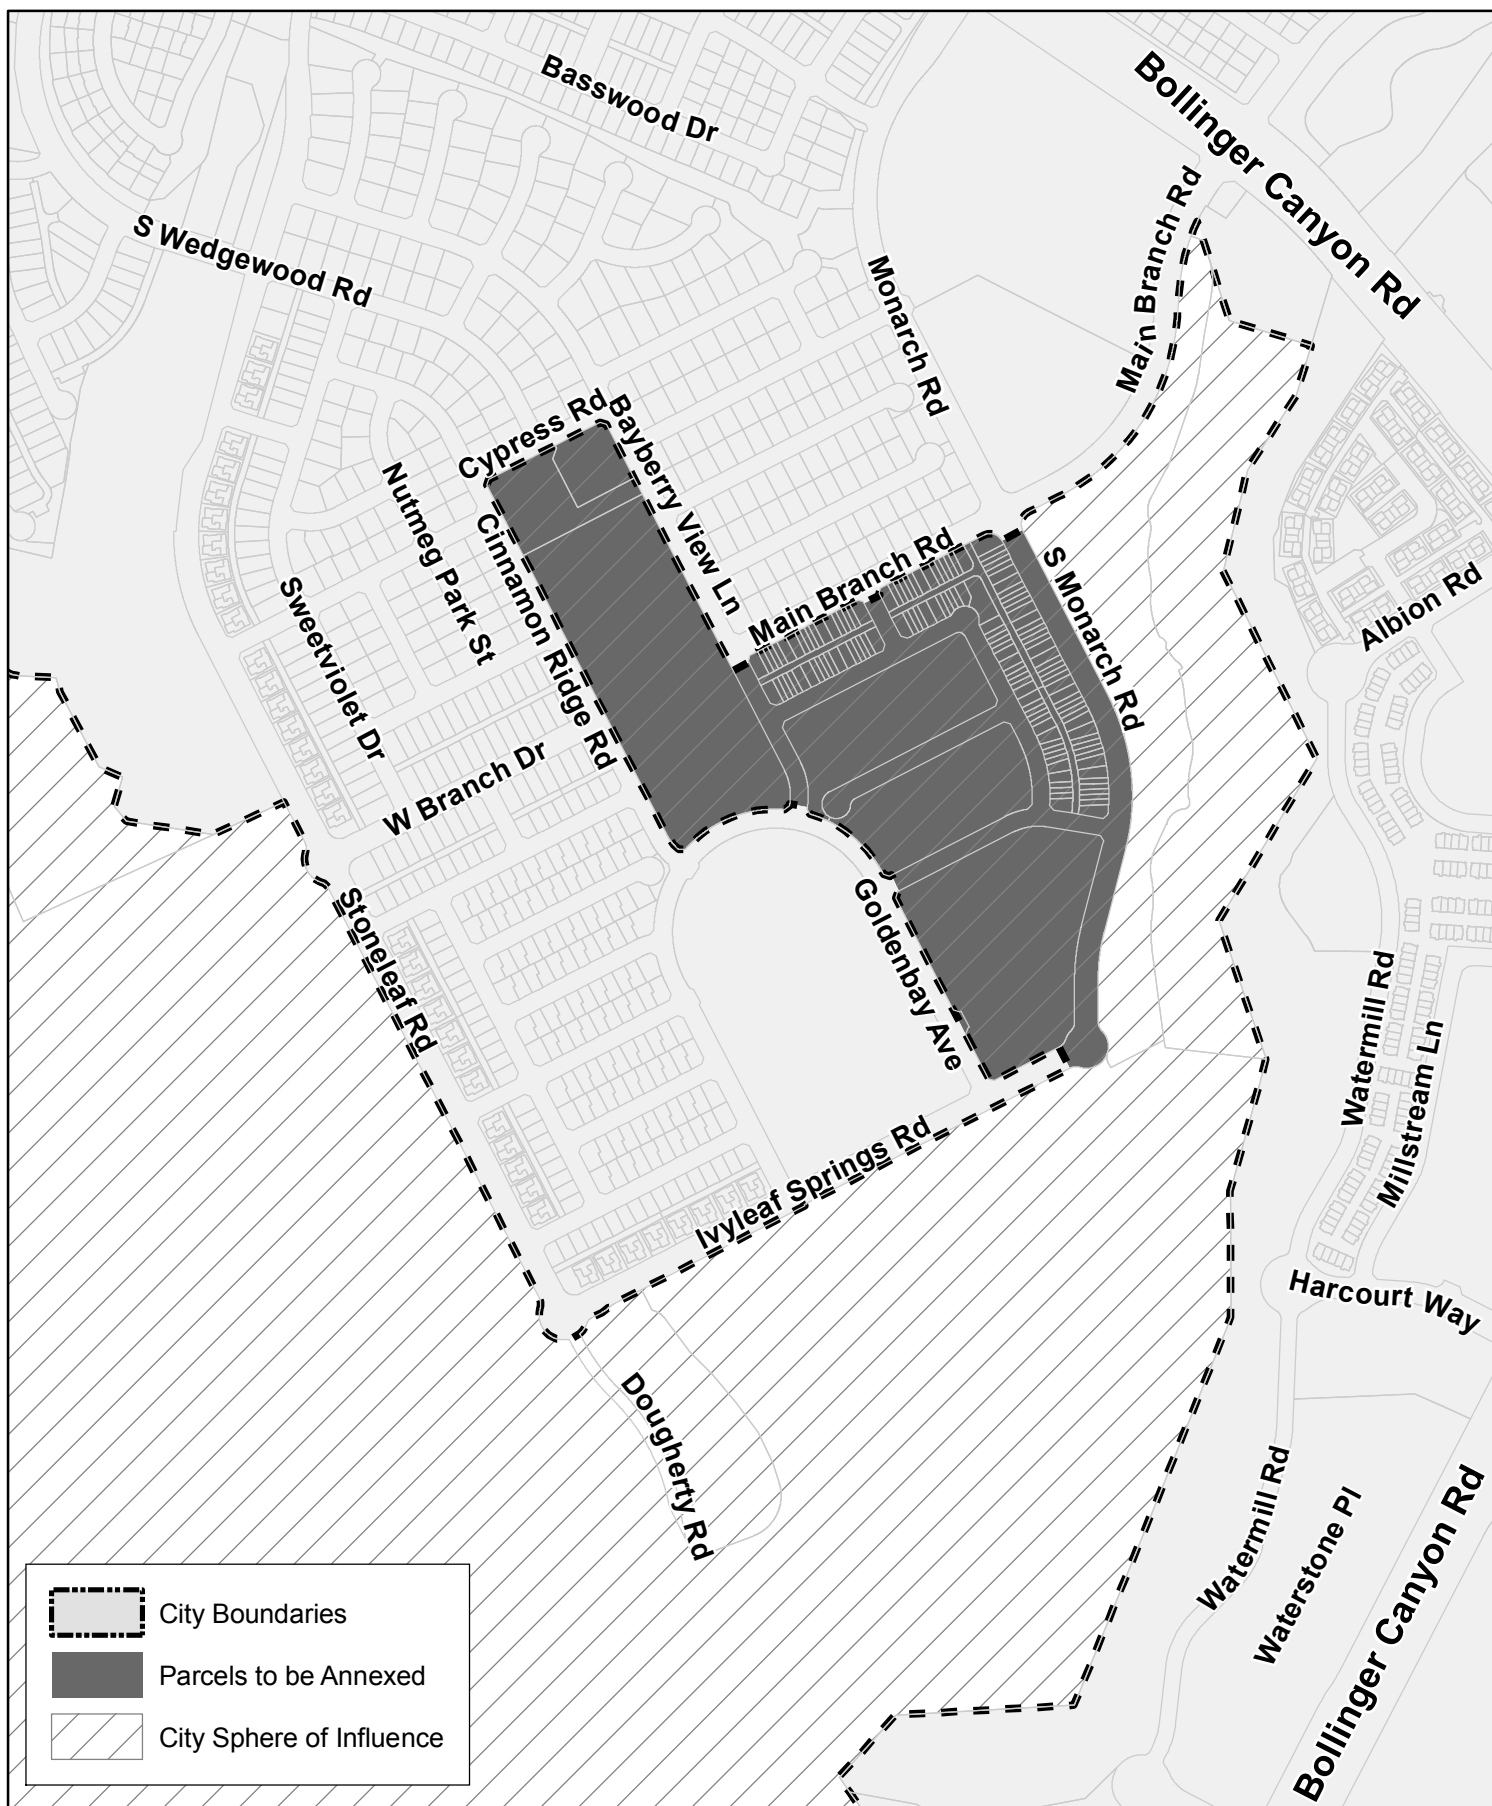 Basswood Dr
Bollinger Canyon Rd
S Wedgewood Rd
Main Branch Rd
Monarch Rd
Cypress Rd
Bayberry View Ln
Nutmeg Park St
Cinnamon Ridge Rd
Main Branch Rd
S Monarch Rd
Albion Rd
Sweetviolet Dr
W Branch Dr
Stoneleaf Rd
Goldenbay Ave
Watermill Rd
Millstream Ln
Ivyleaf Springs Rd
Harcourt Way
Dougherty Rd
Watermill Rd
Waterstone Pl
Bollinger Canyon Rd
City Boundaries
Parcels to be Annexed
City Sphere of Influence